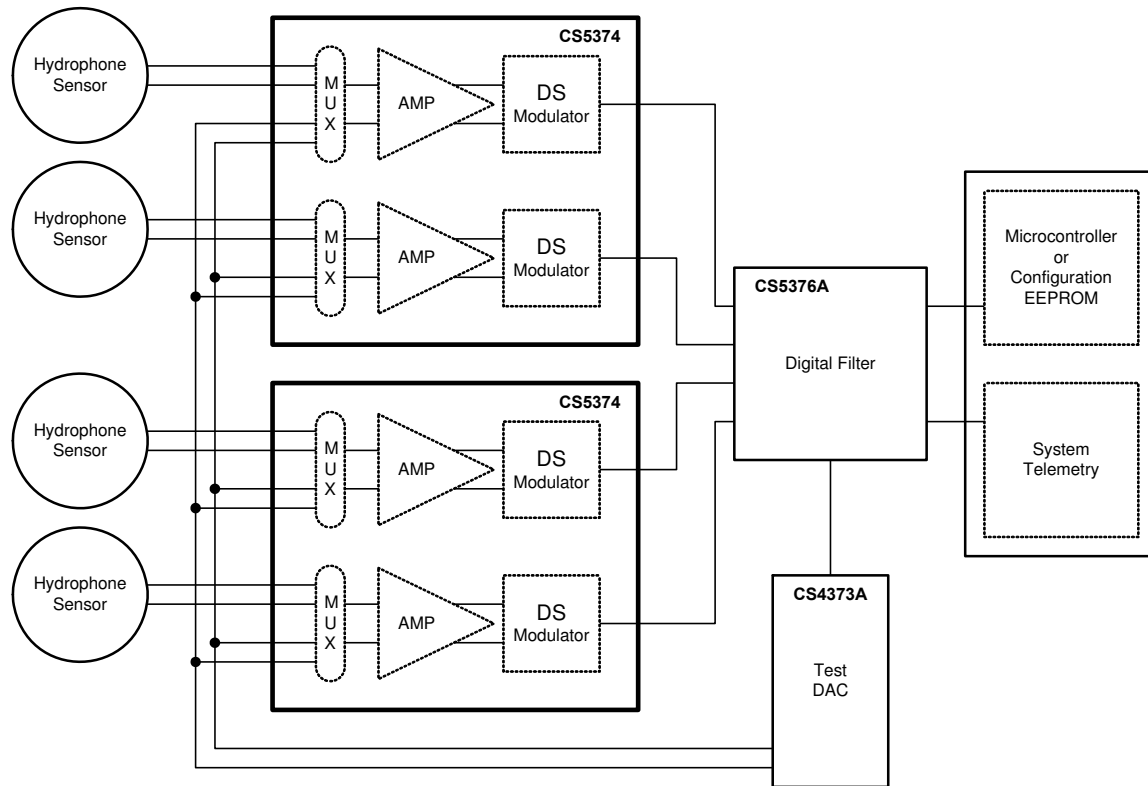 CS5374
Hydrophone
Sensor
M
U
X
AMP
DS
Modulator
Hydrophone
Sensor
M
U
X
AMP
DS
Modulator
CS5374
Hydrophone
Sensor
M
U
X
AMP
DS
Modulator
Hydrophone
Sensor
M
U
X
AMP
DS
Modulator
CS5376A
Digital Filter
Microcontroller
or
Configuration
EEPROM
System
Telemetry
CS4373A
Test
DAC